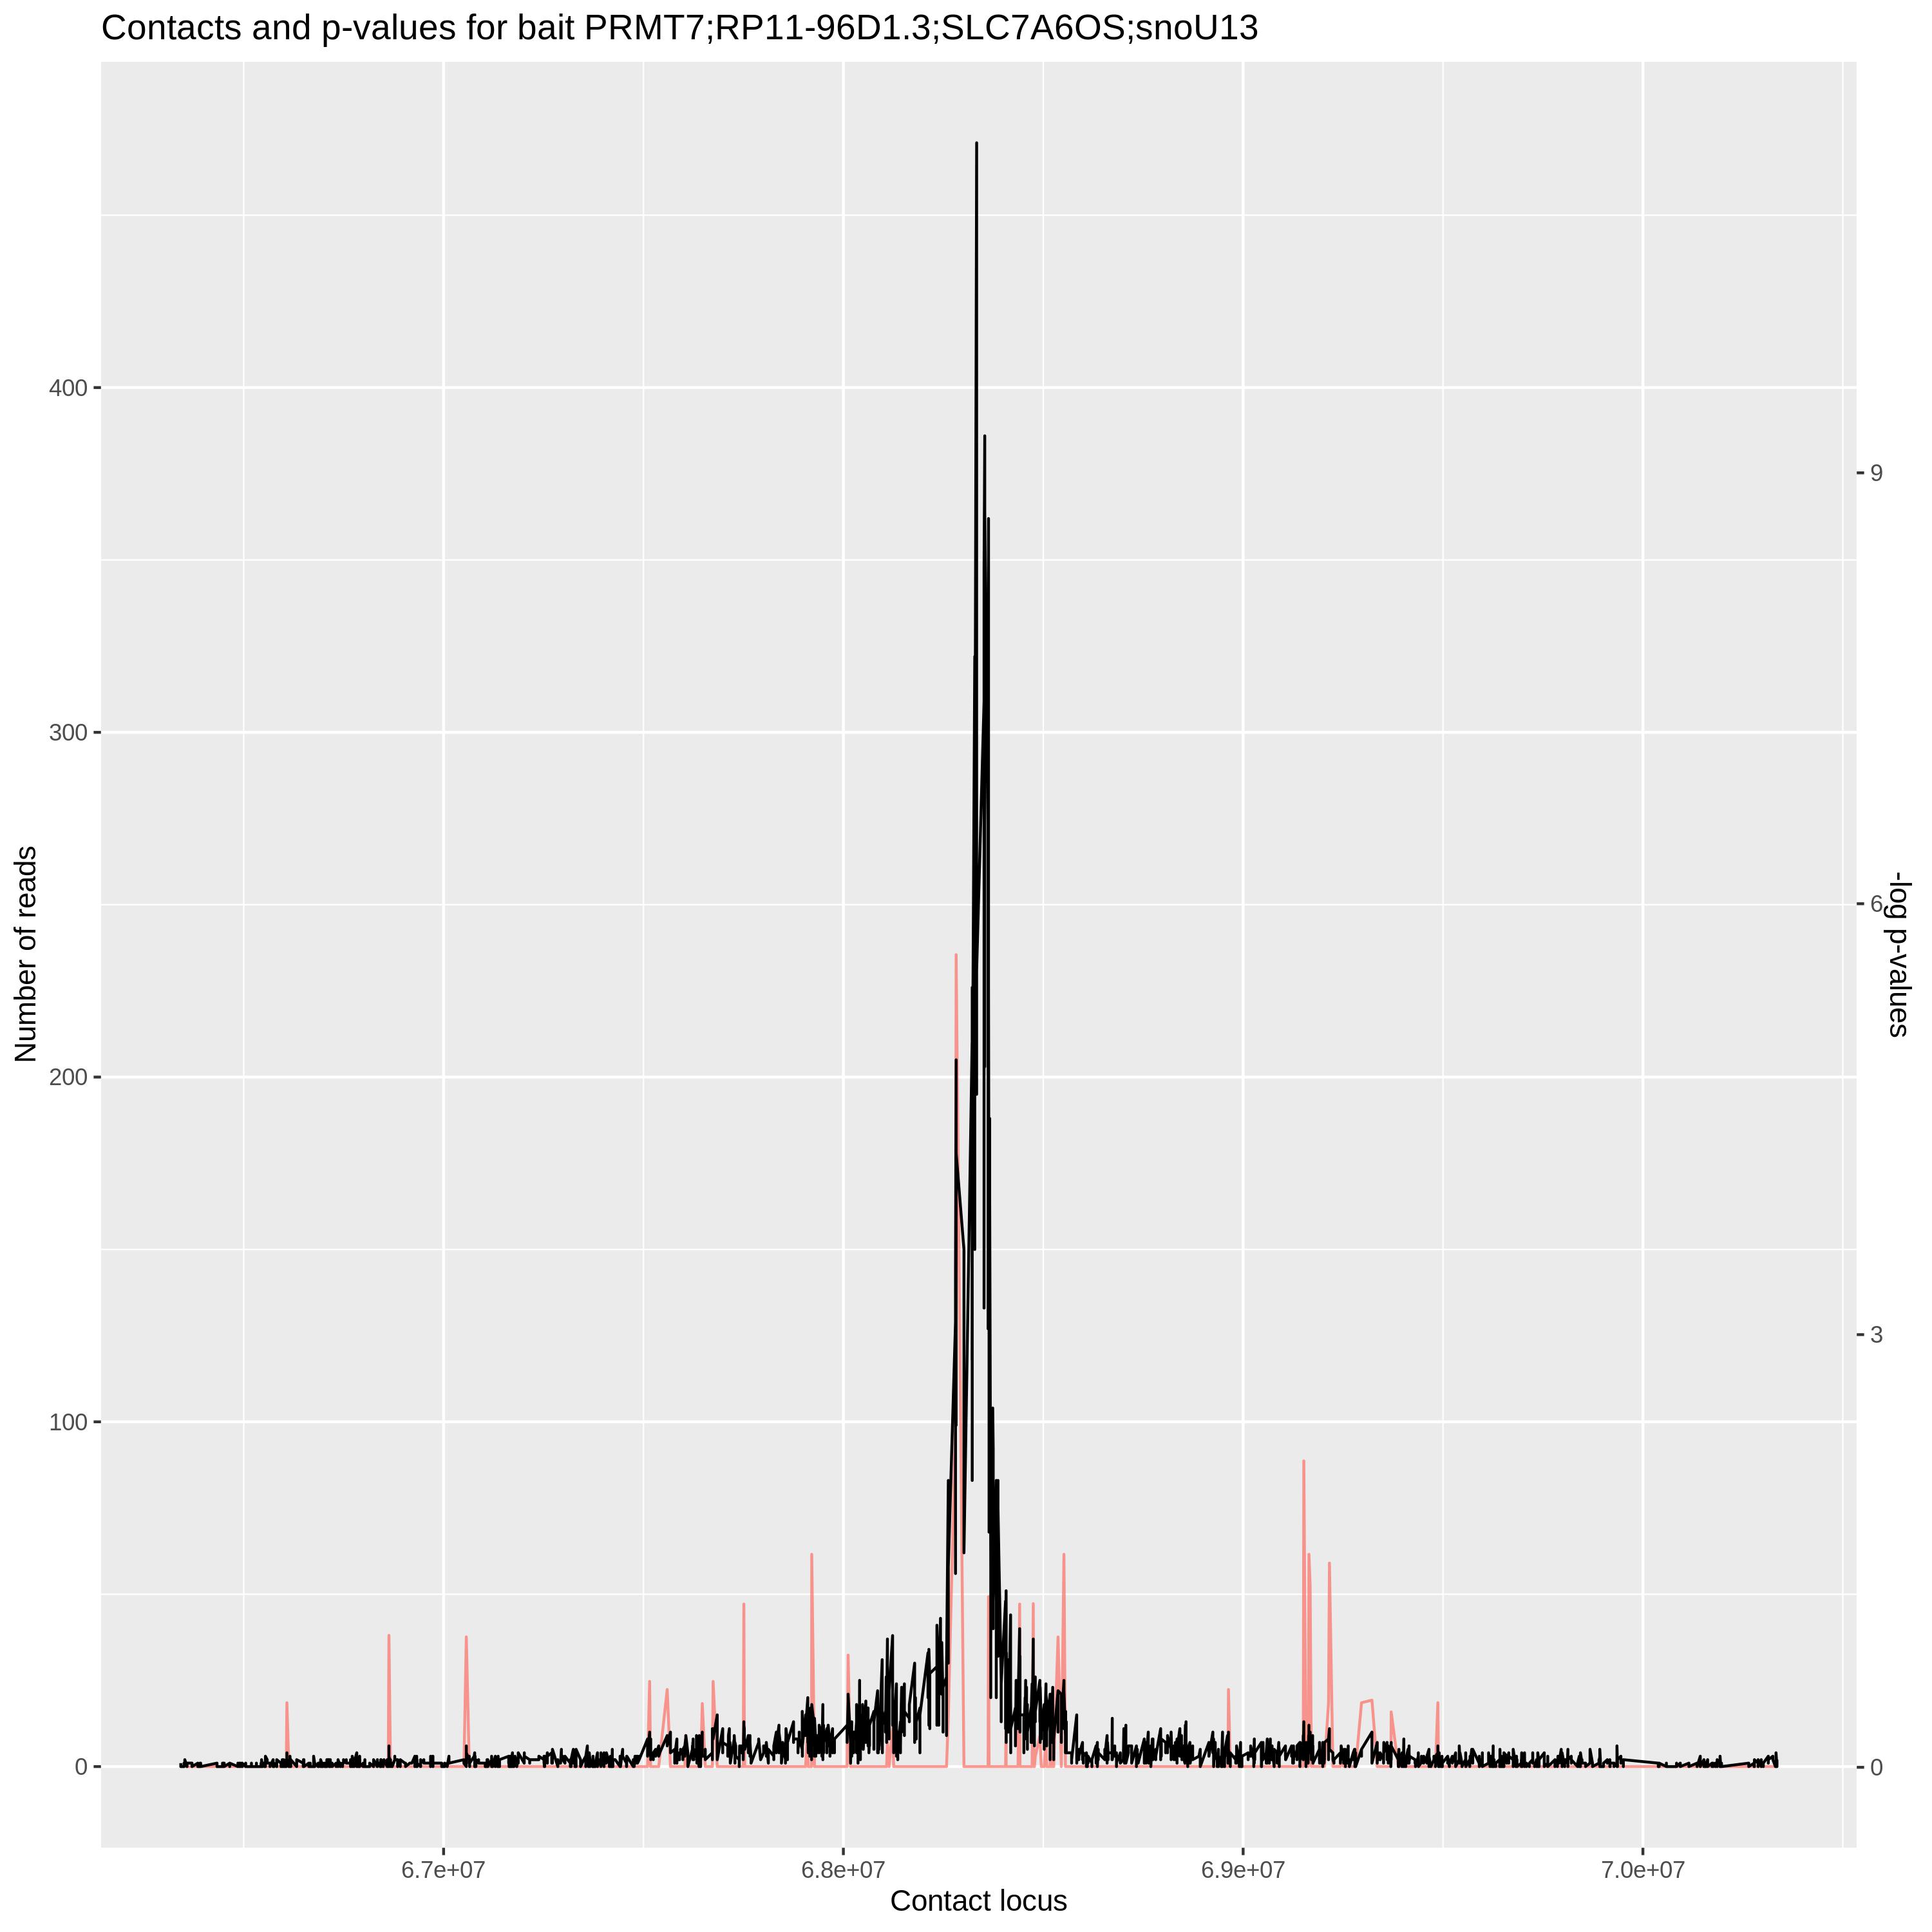 Contacts and p-values for bait PRMT7;RP11-96D1.3;SLC7A6OS;snoU13
400
300
200
100
0
Number of reads
9
6
3
0
-log p-values
6.7e+07
6.8e+07
6.9e+07
7.0e+07
Contact locus